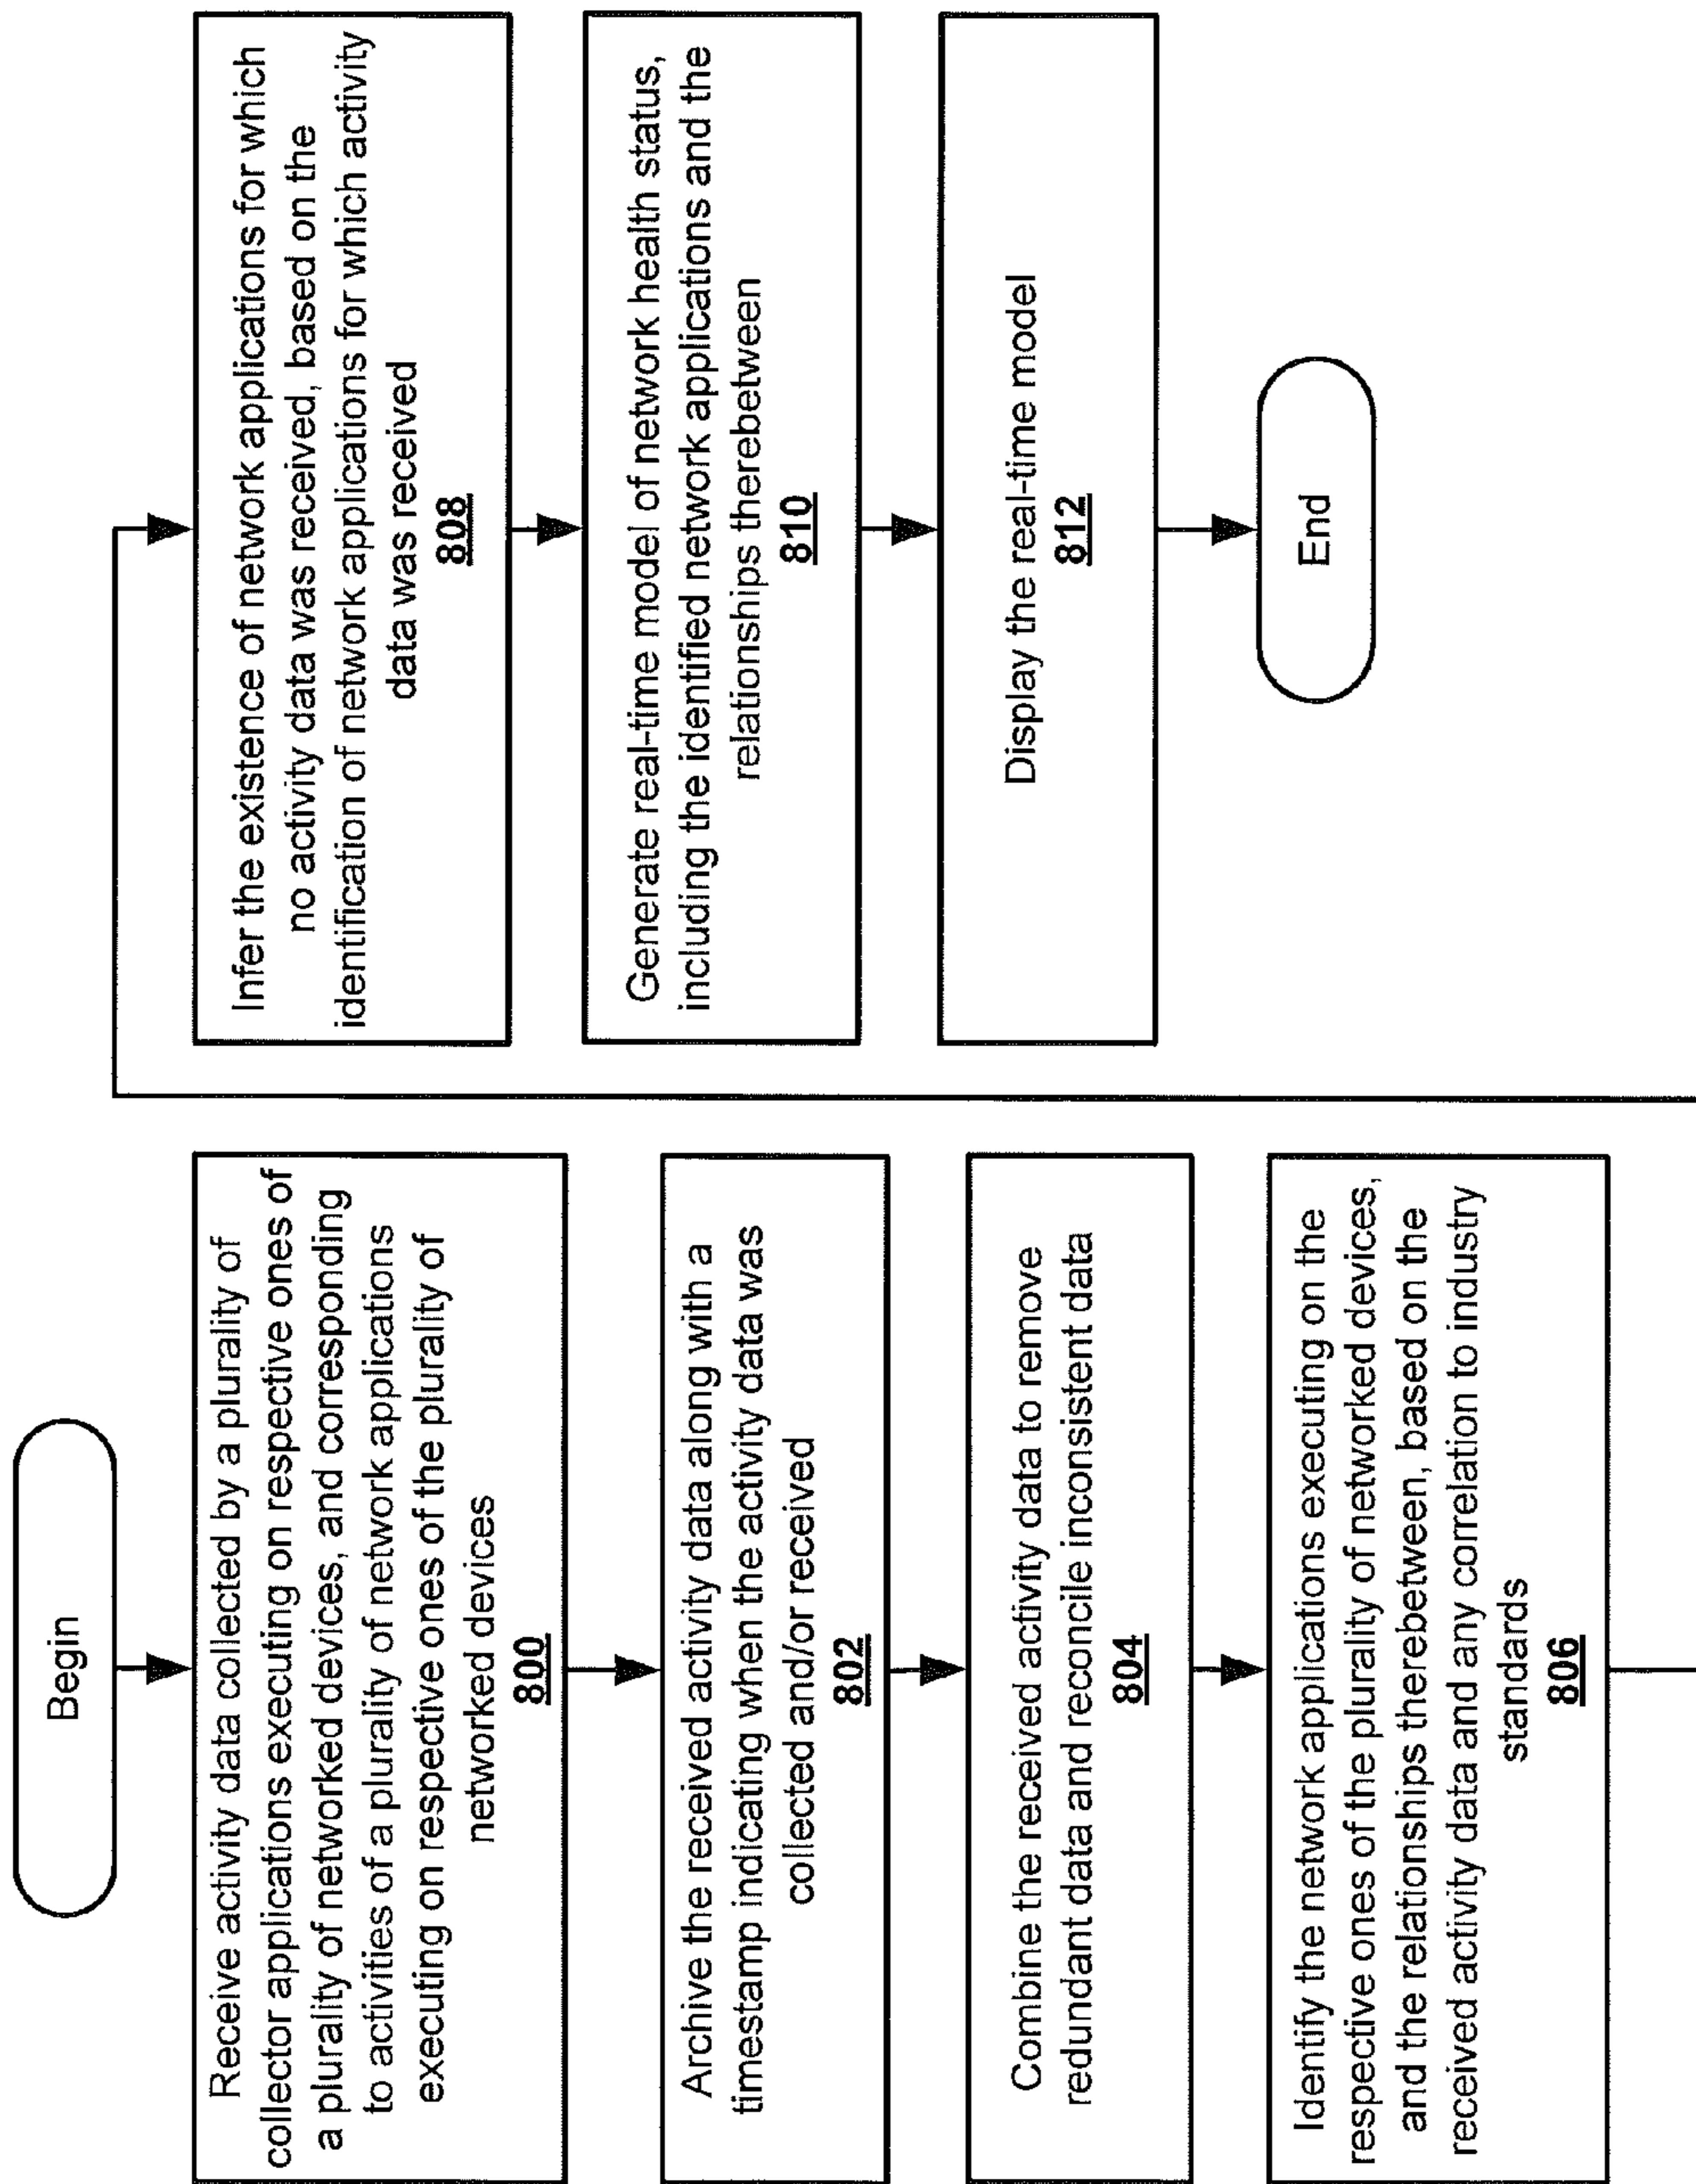 Begin
Receive activity data collected by a plurality of
collector applications executing on respective ones of
a plurality of networked devices, and corresponding
to activities of a plurality of network applications
executing on respective ones of the plurality of
networked devices
800
Archive the received activity data along with a
timestamp indicating when the activity data was
collected and/or received
802
Combine the received activity data to remove
redundant data and reconcile inconsistent data
804
Identify the network applications executing on the
respective ones of the plurality of networked devices,
and the relationships therebetween, based on the
received activity data and any correlation to industry
standards
806
Infer the existence of network applications for which
no activity data was received, based on the
identification of network applications for which activity
data was received
808
Generate real-time model of network health status,
including the identified network applications and the
relationships therebetween
810
Display the real-time model
812
End